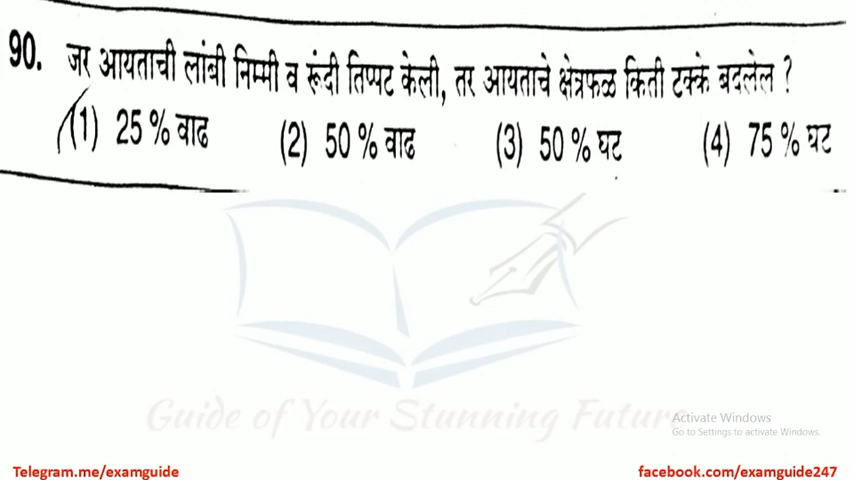 90. जर आयताची लांबी निम्मी व रूंदी तिप्पट केली, तर आयताचे क्षेत्रफळ किती टक्के बदलेल ?
(1) 25 % वाढ (2) 50 % वाढ (3) 50 % घट (4) 75 % घट
Guide of Your Stunning Future
Activate Windows
Go to Settings to activate Windows.
Telegram.me/examguide facebook.com/examguide247